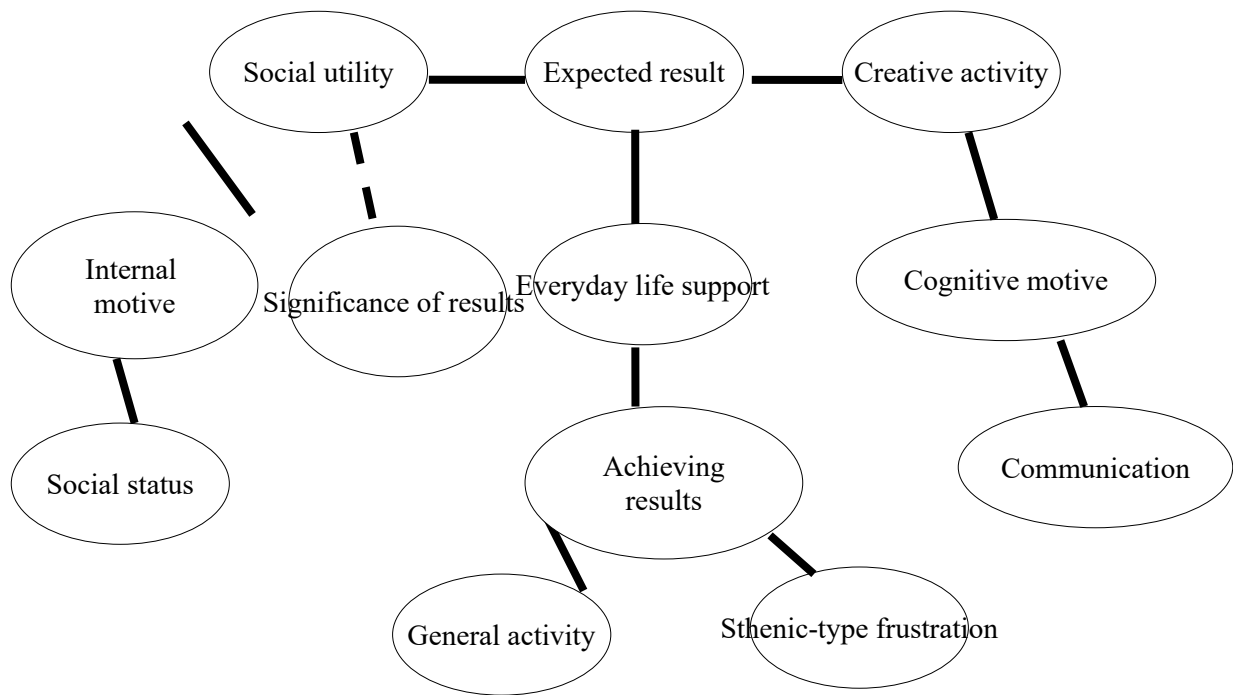 Social utility
Expected result
Creative activity
Internal
motive
Significance of results
Everyday life support
Cognitive motive
Social status
Achieving
results
Communication
General activity
Sthenic-type frustration